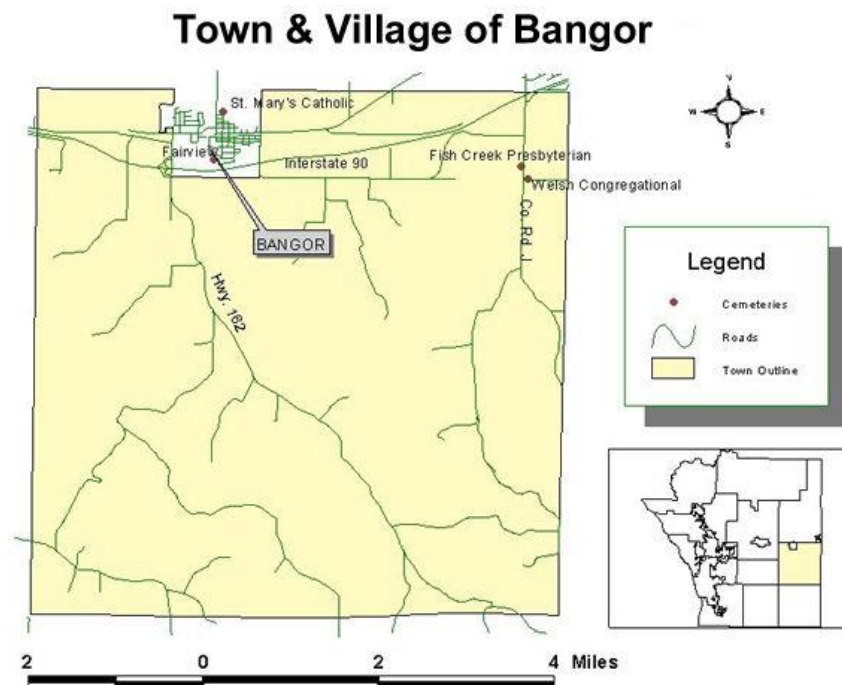 Town & Village of Bangor
St. Mary's Catholic
Fairview
Interstate 90
Fish Creek Presbyterian
Welsh Congregational
BANGOR
Co. Rd. J
Hwy. 162
N
W
E
S
Legend
Cemeteries
Roads
Town Outline
2 0 2 4 Miles